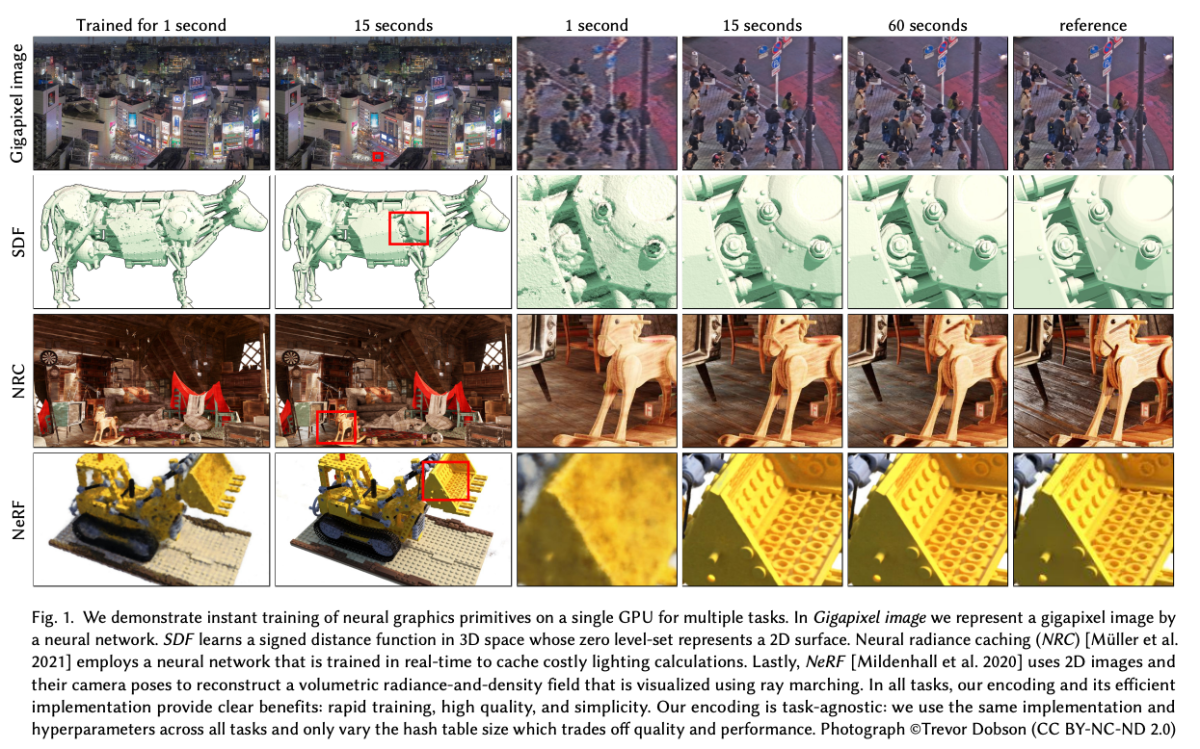 Trained for 1 second 15 seconds 1 second 15 seconds 60 seconds reference
Gigapixel image
SDF
NRC
NeRF
Fig. 1. We demonstrate instant training of neural graphics primitives on a single GPU for multiple tasks. In Gigapixel image we represent a gigapixel image by
a neural network. SDF learns a signed distance function in 3D space whose zero level-set represents a 2D surface. Neural radiance caching (NRC) [Müller et al.
2021] employs a neural network that is trained in real-time to cache costly lighting calculations. Lastly, NeRF [Mildenhall et al. 2020] uses 2D images and
their camera poses to reconstruct a volumetric radiance-and-density field that is visualized using ray marching. In all tasks, our encoding and its efficient
implementation provide clear benefits: rapid training, high quality, and simplicity. Our encoding is task-agnostic: we use the same implementation and
hyperparameters across all tasks and only vary the hash table size which trades off quality and performance. Photograph ©Trevor Dobson (CC BY-NC-ND 2.0)